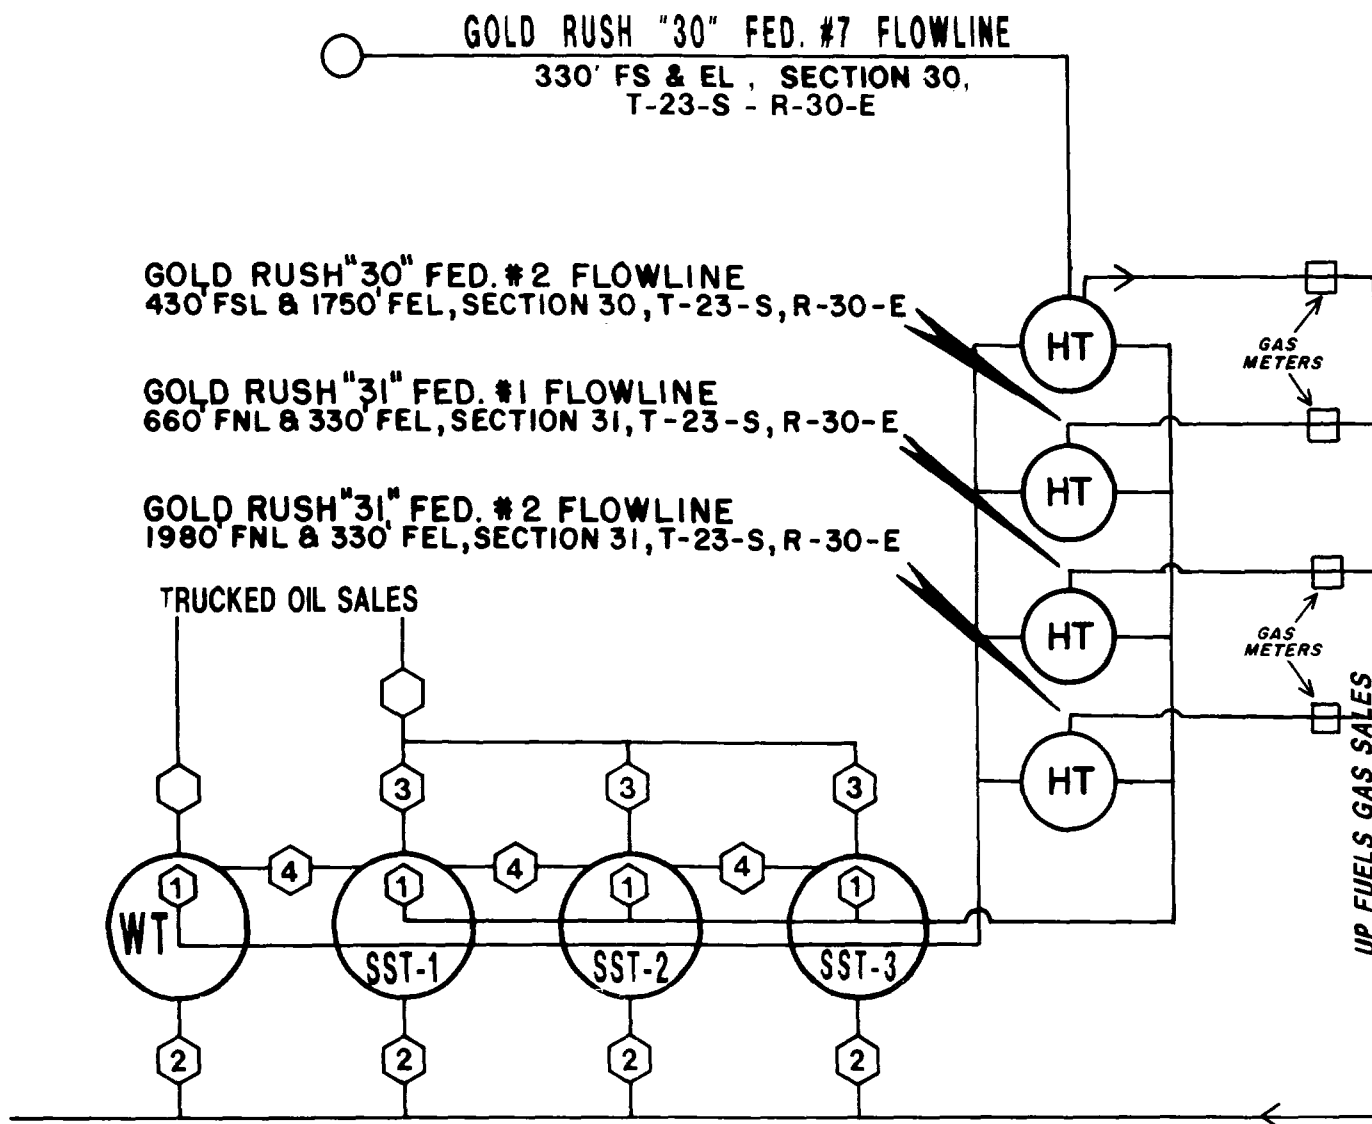 GOLD RUSH "30" FED. #7 FLOWLINE
330' FS & EL , SECTION 30,
T-23-S - R-30-E
GOLD RUSH "30" FED. #2 FLOWLINE
430' FSL & 1750' FEL, SECTION 30, T-23-S, R-30-E
HT
GAS
METERS
GOLD RUSH "31" FED. #1 FLOWLINE
660' FNL & 330' FEL, SECTION 31, T-23-S, R-30-E
HT
GOLD RUSH "31" FED. #2 FLOWLINE
1980' FNL & 330' FEL, SECTION 31, T-23-S, R-30-E
TRUCKED OIL SALES
HT
GAS
METERS
UP FUELS GAS SALES
HT
3 3 3
4 4 4
1 1 1 1
WT
SST-1 SST-2 SST-3
2 2 2 2